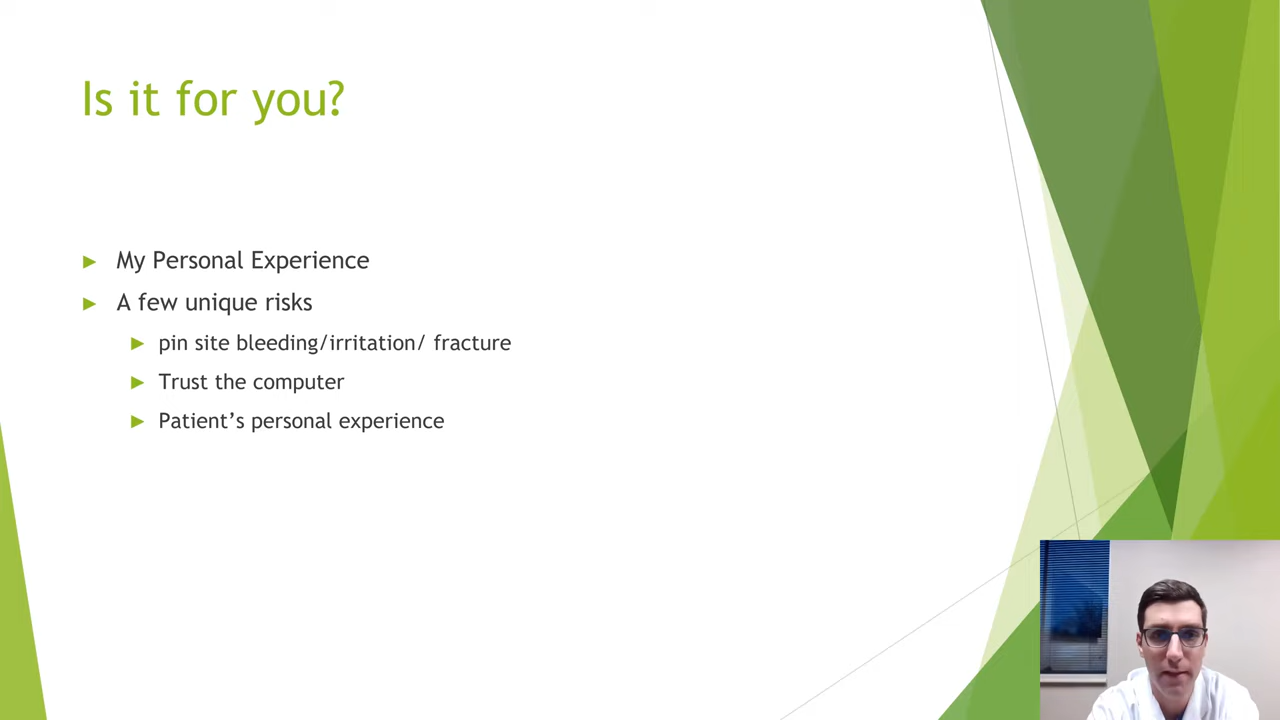 Is it for you?
My Personal Experience
A few unique risks
pin site bleeding/irritation/ fracture
Trust the computer
Patient’s personal experience